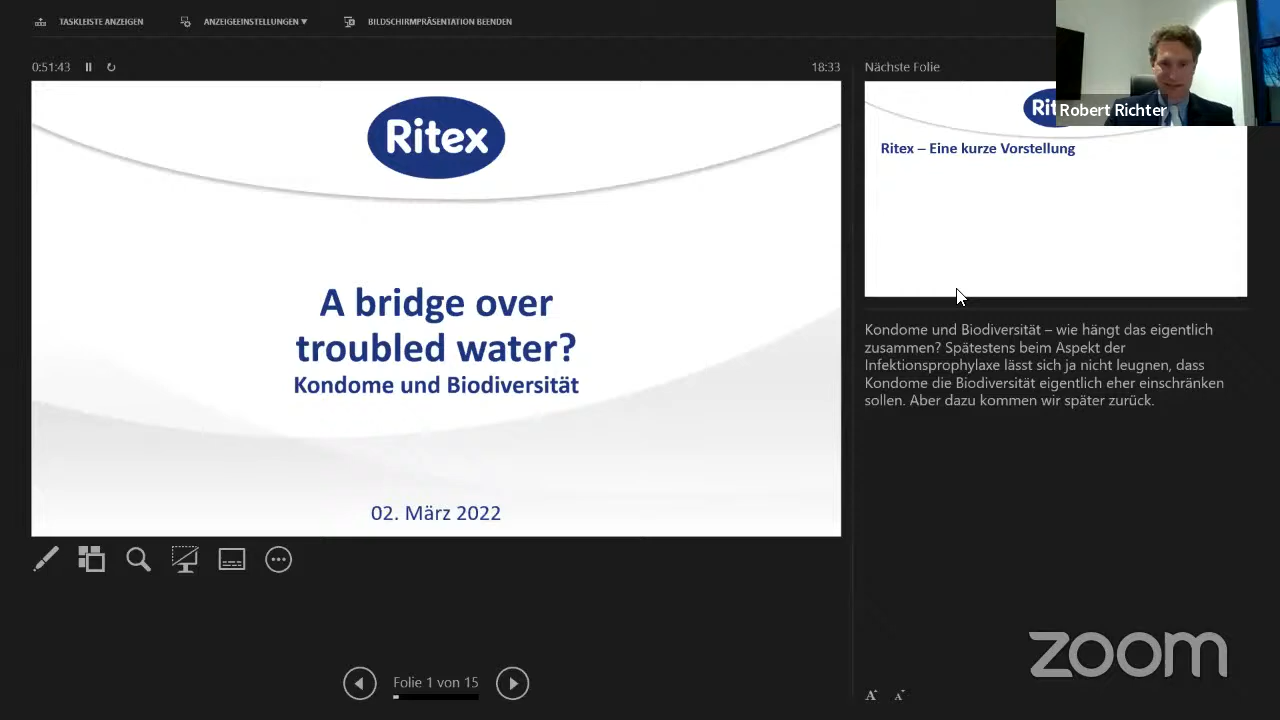 TASKLEISTE ANZEIGEN
ANZEIGEEINSTELLUNGEN ▼
BILDSCHIRMPRÄSENTATION BEENDEN
0:51:43
18:33
Ritex
A bridge over
troubled water?
Kondome und Biodiversität
02. März 2022
Folie 1 von 15
Nächste Folie
Rit
Robert Richter
Ritex – Eine kurze Vorstellung
Kondome und Biodiversität – wie hängt das eigentlich
zusammen? Spätestens beim Aspekt der
Infektionsprophylaxe lässt sich ja nicht leugnen, dass
Kondome die Biodiversität eigentlich eher einschränken
sollen. Aber dazu kommen wir später zurück.
A A
zoom